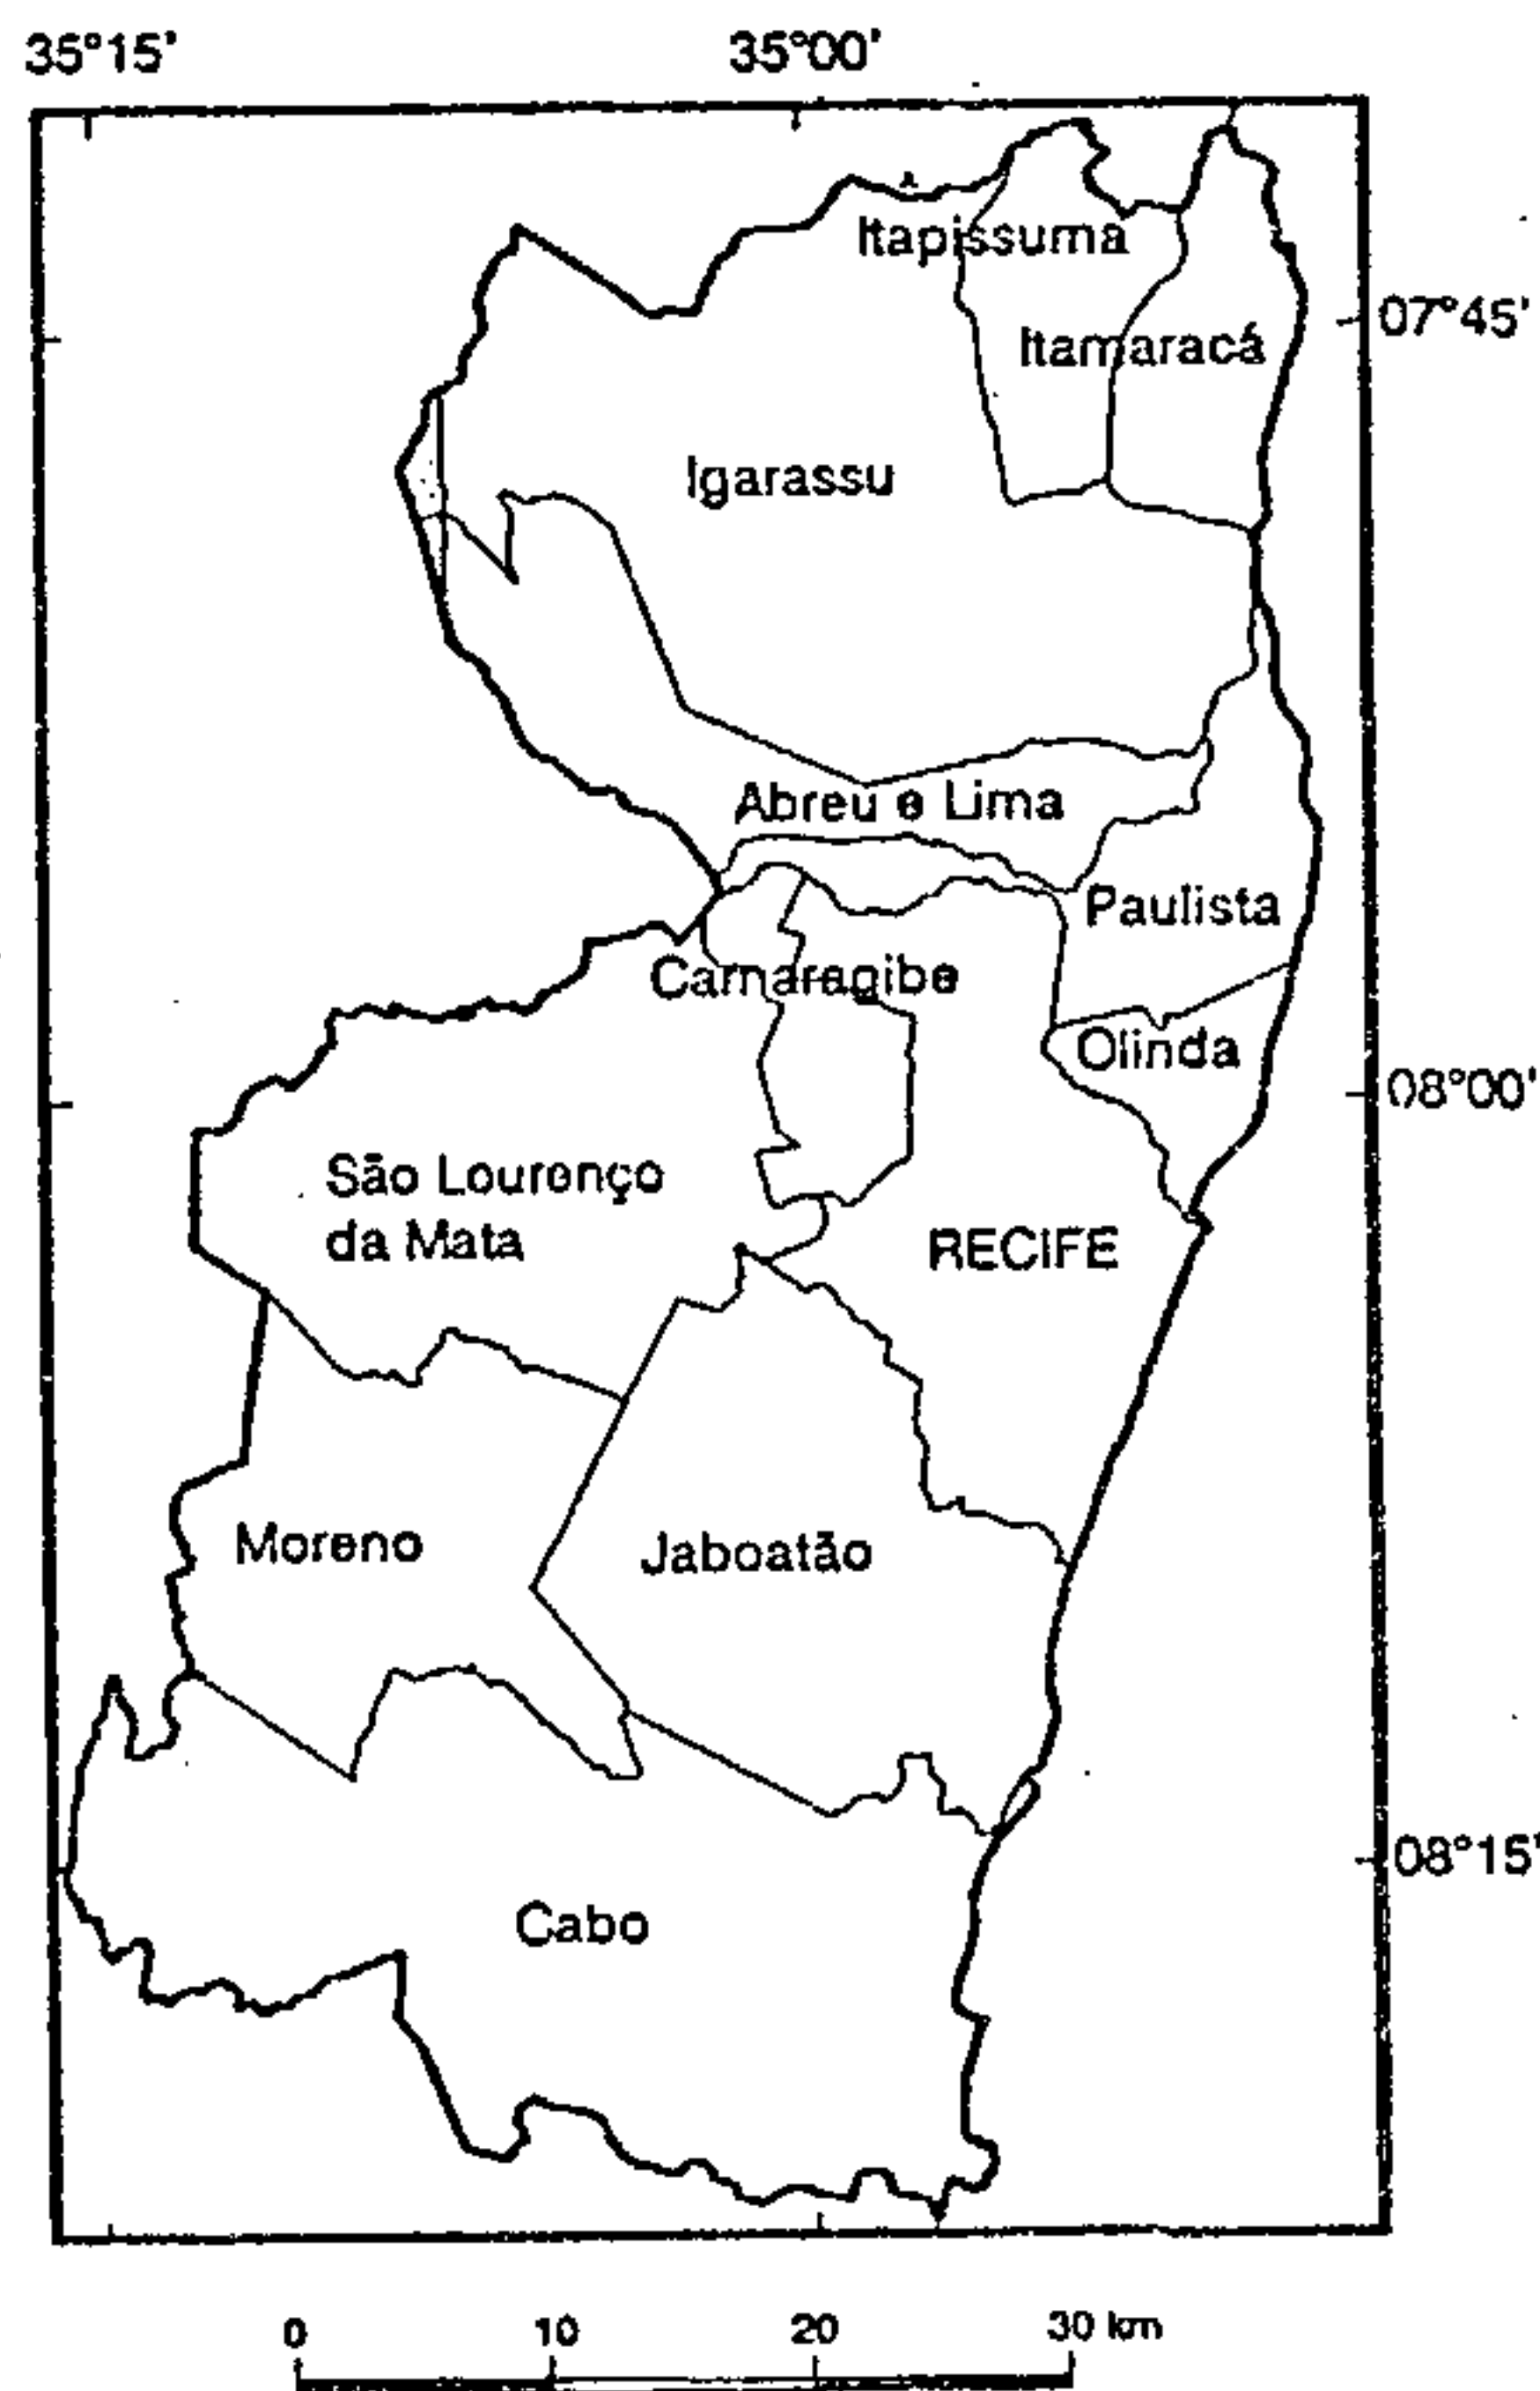 35°15'
35°00'
Itapissuma
07°45'
Itamaracá
Igarassu
Abreu e Lima
Paulista
Camaragibe
Olinda
08°00'
São Lourenço
da Mata
RECIFE
Moreno
Jaboatão
08°15'
Cabo
0 10 20 30 km